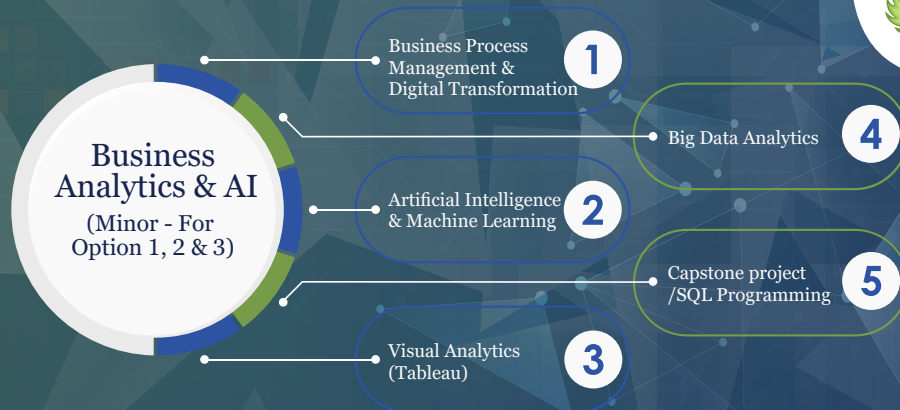 Business
Analytics & AI
(Minor - For
Option 1, 2 & 3)
Business Process
Management &
Digital Transformation
1
Artificial Intelligence
& Machine Learning
2
Visual Analytics
(Tableau)
3
Big Data Analytics
4
Capstone project
/SQL Programming
5